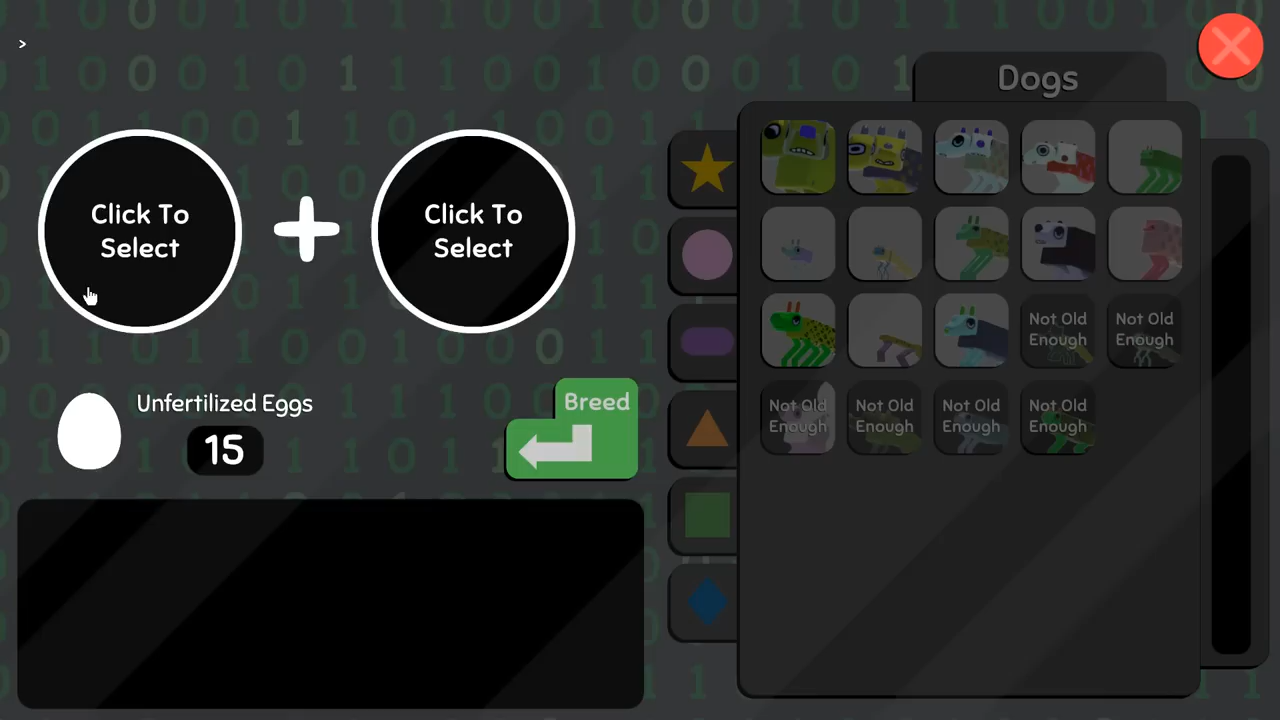 >
Dogs
Click To
Select
Click To
Select
Unfertilized Eggs
15
Breed
Not Old
Enough
Not Old
Enough
Not Old
Enough
Not Old
Enough
Not Old
Enough
Not Old
Enough